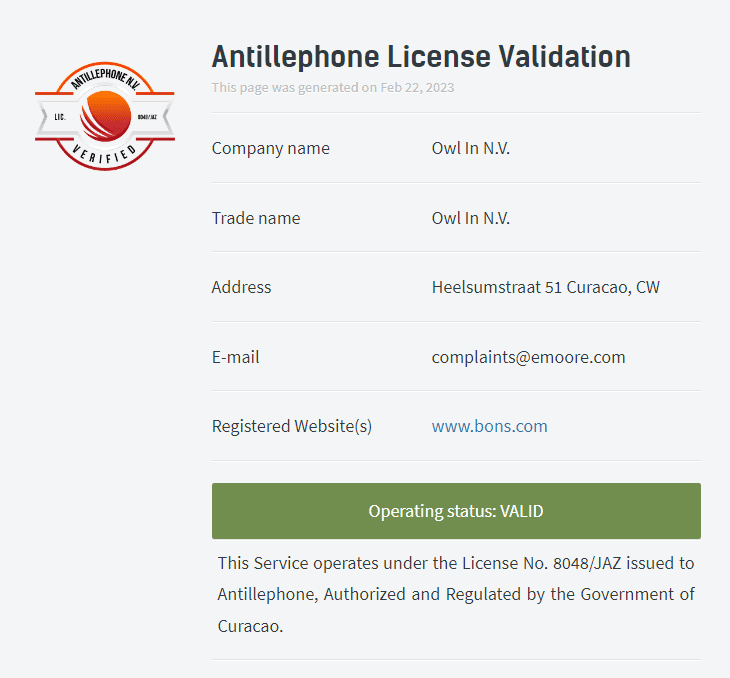 Antillephone License Validation
This page was generated on Feb 22, 2023
ANTILLEPHONE N.V.
LIC.
8048/JAZ
VERIFIED
Company name Owl In N.V.
Trade name Owl In N.V.
Address Heelsumstraat 51 Curacao, CW
E-mail complaints@emoore.com
Registered Website(s) www.bons.com
Operating status: VALID
This Service operates under the License No. 8048/JAZ issued to
Antillephone, Authorized and Regulated by the Government of
Curacao.